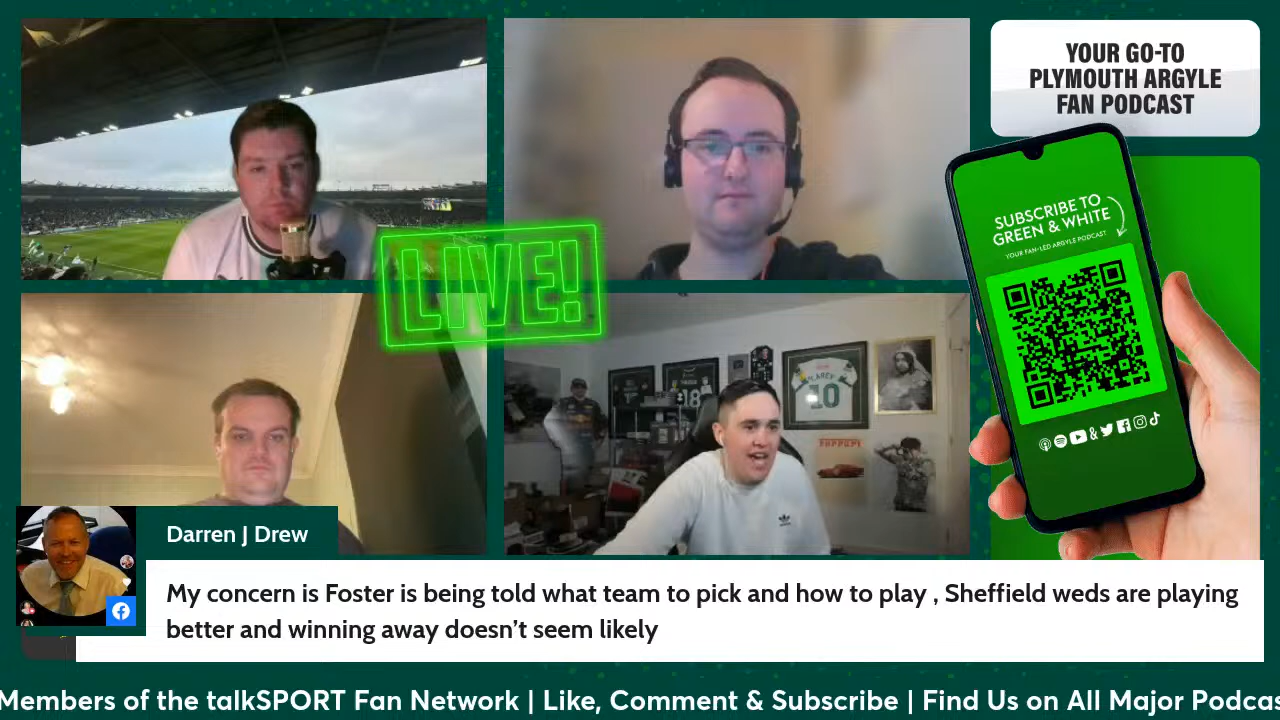 YOUR GO-TO
PLYMOUTH ARGYLE
FAN PODCAST
SUBSCRIBE TO
GREEN & WHITE
YOUR FAN-LED ARGYLE PODCAST
&
LIVE!
18
10
FERRARI
Darren J Drew
My concern is Foster is being told what team to pick and how to play , Sheffield weds are playing
better and winning away doesn't seem likely
Members of the talkSPORT Fan Network | Like, Comment & Subscribe | Find Us on All Major Podcas